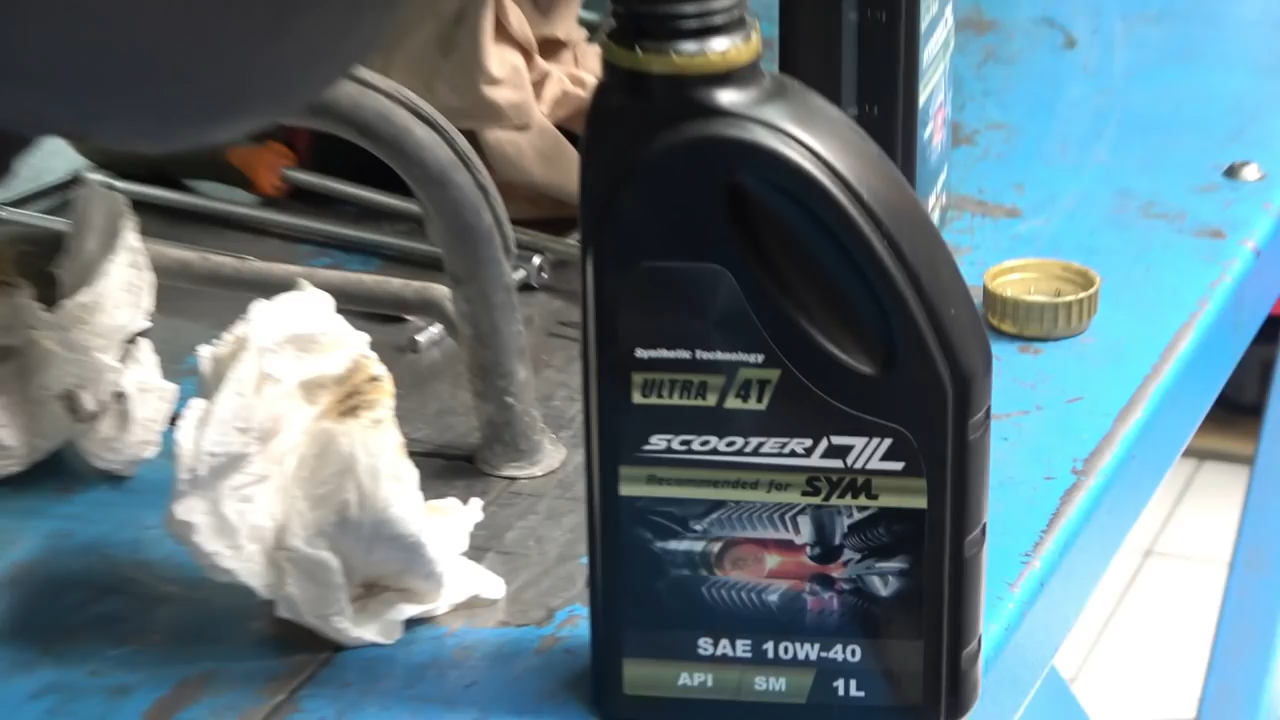 Synthetic Technology
ULTRA 4T
SCOOTER OIL
Recommended for SYM
SAE 10W-40
API SM 1L